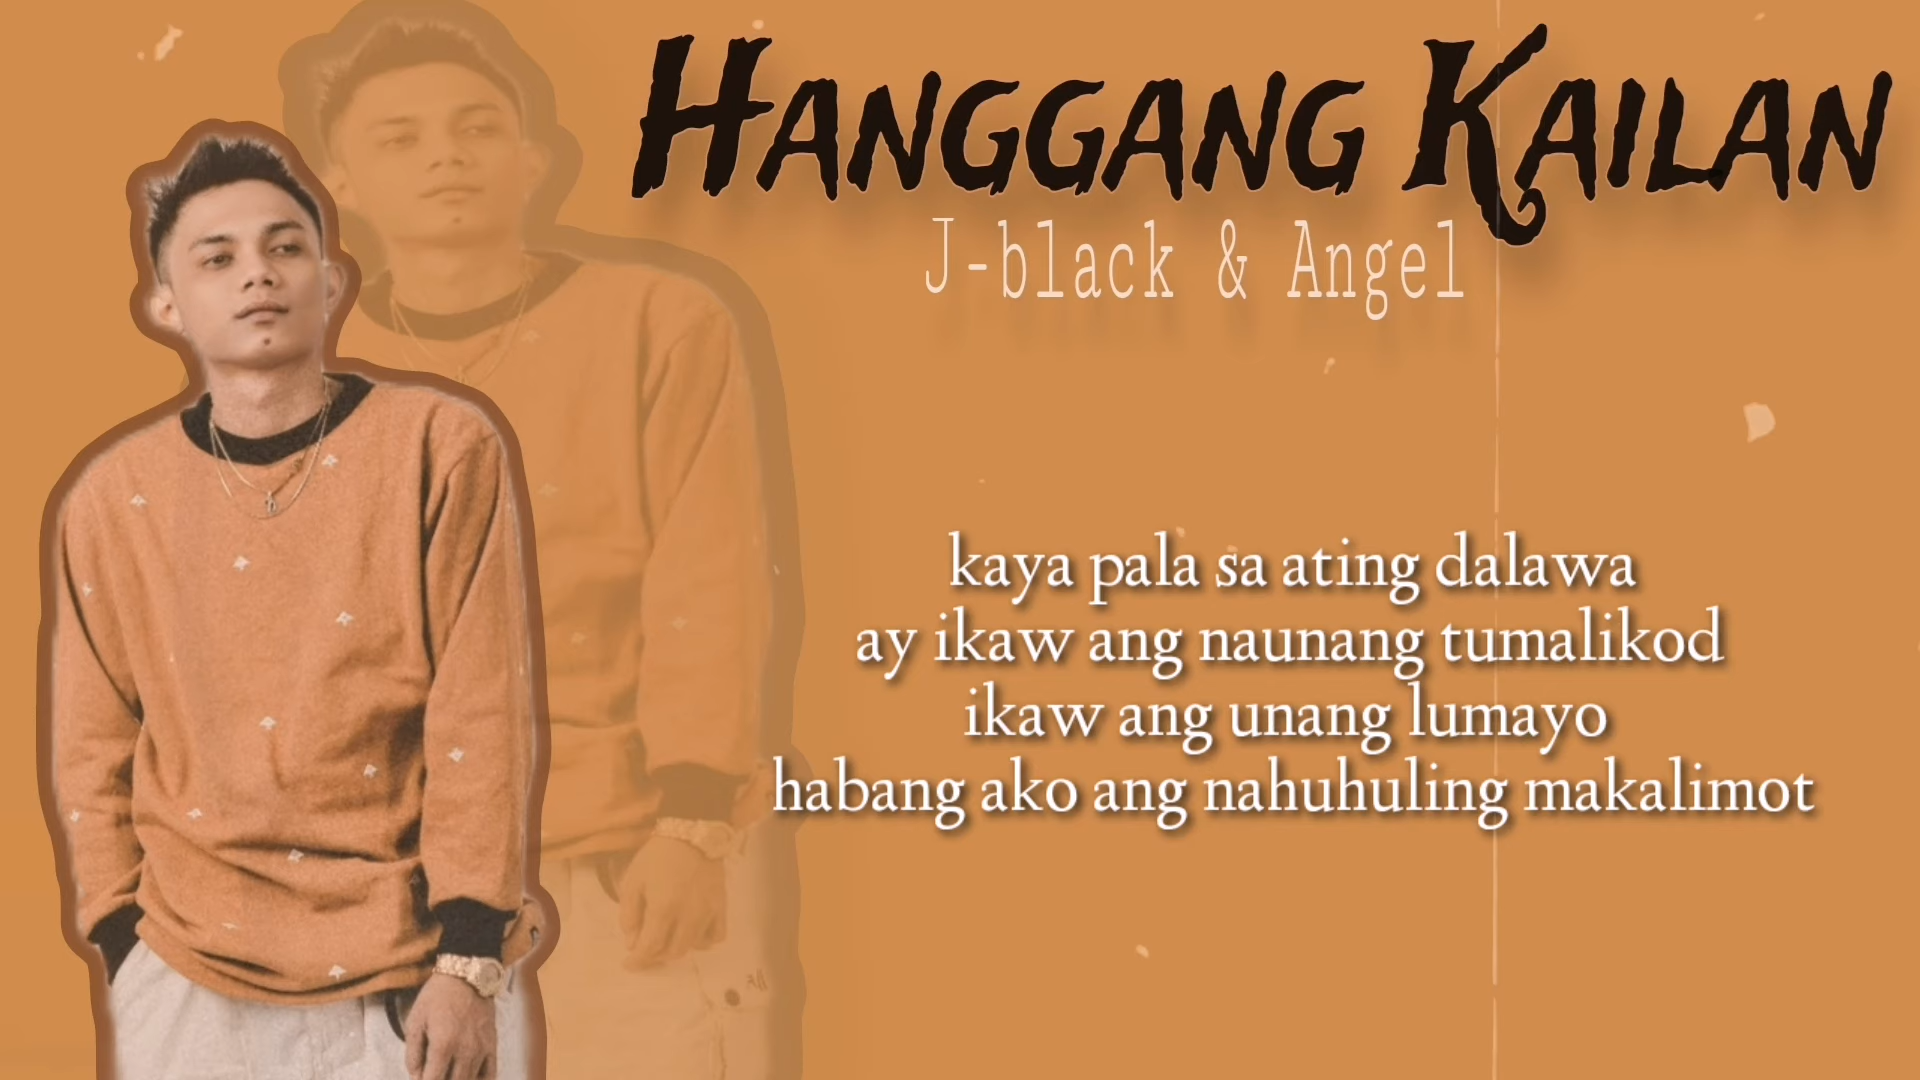 HANGGANG KAILAN
J-black & Angel
kaya pala sa ating dalawa
ay ikaw ang naunang tumalikod
ikaw ang unang lumayo
habang ako ang nahuhuling makalimot